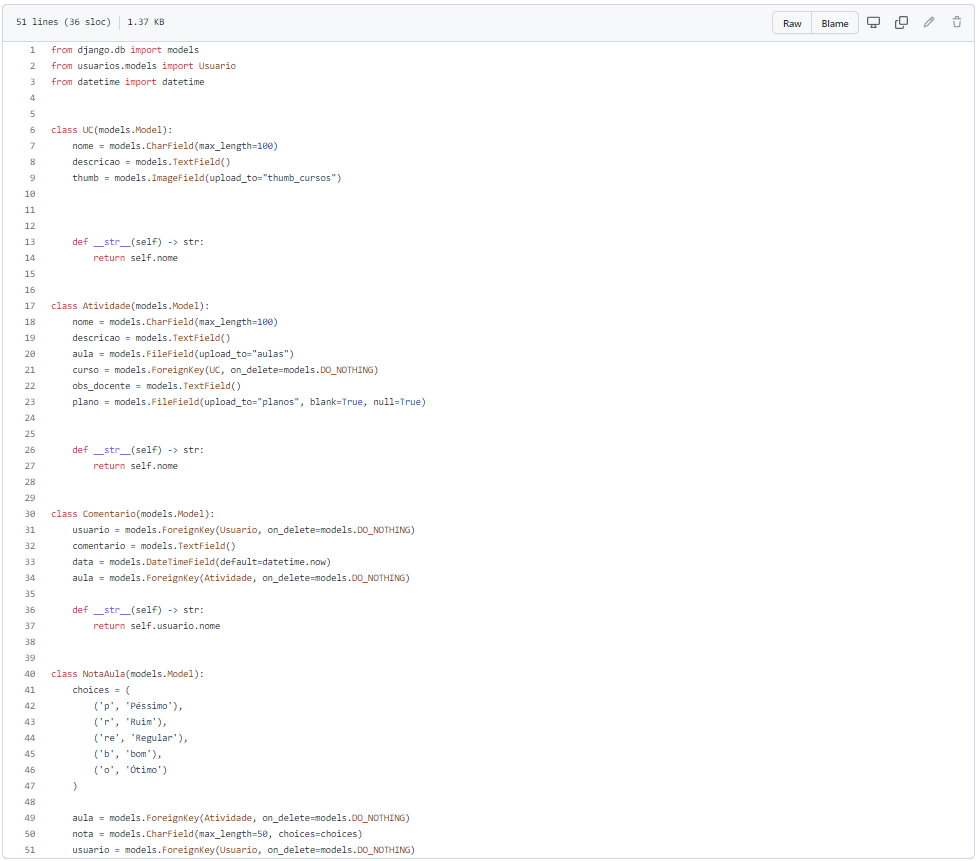 51 lines (36 sloc) 1.37 KB Raw Blame
1 from django.db import models
2 from usuarios.models import Usuario
3 from datetime import datetime
4
5
6 class UC(models.Model):
7     nome = models.CharField(max_length=100)
8     descricao = models.TextField()
9     thumb = models.ImageField(upload_to="thumb_cursos")
10
11
12
13     def __str__(self) -> str:
14         return self.nome
15
16
17 class Atividade(models.Model):
18     nome = models.CharField(max_length=100)
19     descricao = models.TextField()
20     aula = models.FileField(upload_to="aulas")
21     curso = models.ForeignKey(UC, on_delete=models.DO_NOTHING)
22     obs_docente = models.TextField()
23     plano = models.FileField(upload_to="planos", blank=True, null=True)
24
25
26     def __str__(self) -> str:
27         return self.nome
28
29
30 class Comentario(models.Model):
31     usuario = models.ForeignKey(Usuario, on_delete=models.DO_NOTHING)
32     comentario = models.TextField()
33     data = models.DateTimeField(default=datetime.now)
34     aula = models.ForeignKey(Atividade, on_delete=models.DO_NOTHING)
35
36     def __str__(self) -> str:
37         return self.usuario.nome
38
39
40 class NotaAula(models.Model):
41     choices = (
42         ('p', 'Péssimo'),
43         ('r', 'Ruim'),
44         ('re', 'Regular'),
45         ('b', 'bom'),
46         ('o', 'Ótimo')
47     )
48
49     aula = models.ForeignKey(Atividade, on_delete=models.DO_NOTHING)
50     nota = models.CharField(max_length=50, choices=choices)
51     usuario = models.ForeignKey(Usuario, on_delete=models.DO_NOTHING)